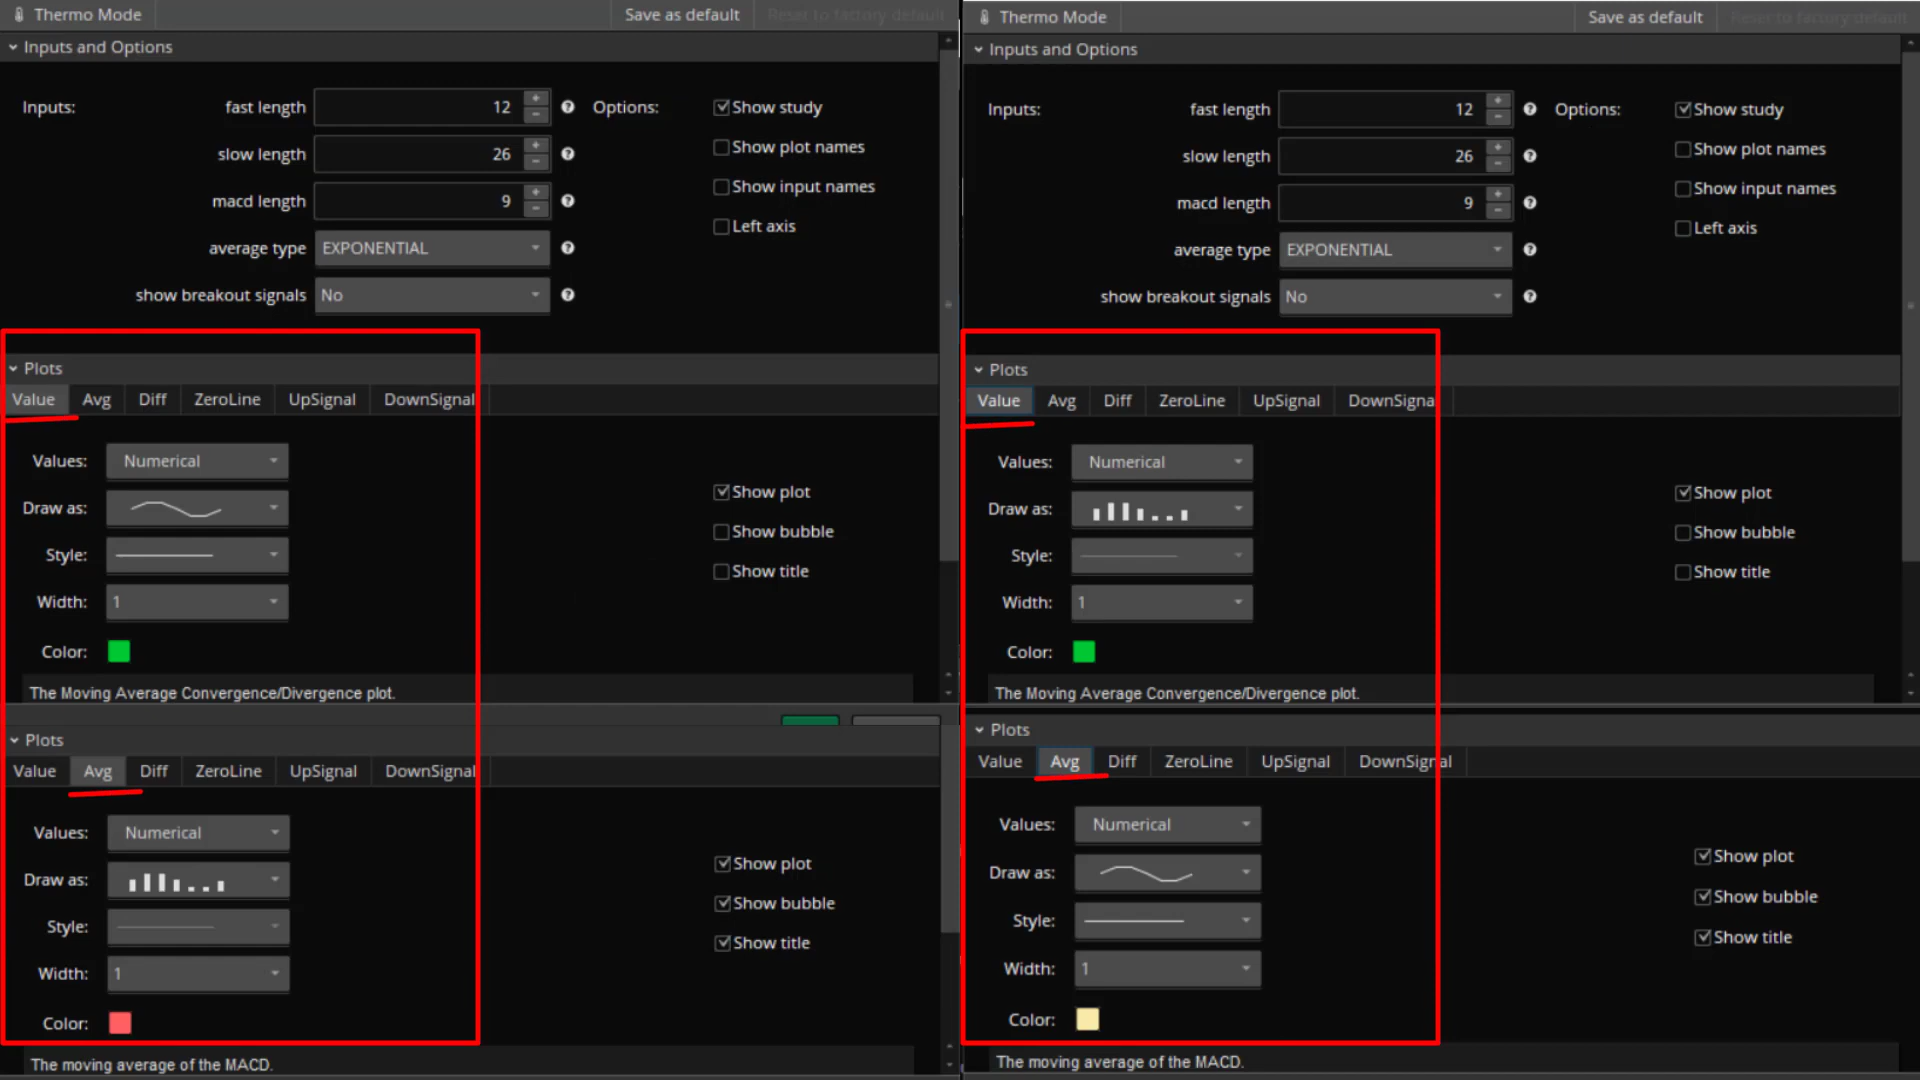 Thermo Mode
Save as default
Reset to factory default
Inputs and Options
Inputs:
fast length
12
Options:
Show study
slow length
26
Show plot names
macd length
9
Show input names
average type
EXPONENTIAL
Left axis
show breakout signals
No
Plots
Value Avg Diff ZeroLine UpSignal DownSignal
Values: Numerical
Draw as:
Show plot
Style:
Show bubble
Show title
Width: 1
Color:
The Moving Average Convergence/Divergence plot.
Plots
Value Avg Diff ZeroLine UpSignal DownSignal
Values: Numerical
Draw as:
Show plot
Style:
Show bubble
Show title
Width: 1
Color:
The moving average of the MACD.
Thermo Mode
Save as default
Reset to factory default
Inputs and Options
Inputs:
fast length
12
Options:
Show study
slow length
26
Show plot names
macd length
9
Show input names
average type
EXPONENTIAL
Left axis
show breakout signals
No
Plots
Value Avg Diff ZeroLine UpSignal DownSigna
Values: Numerical
Draw as:
Show plot
Style:
Show bubble
Show title
Width: 1
Color:
The Moving Average Convergence/Divergence plot.
Plots
Value Avg Diff ZeroLine UpSignal DownSignal
Values: Numerical
Draw as:
Show plot
Style:
Show bubble
Show title
Width: 1
Color:
The moving average of the MACD.